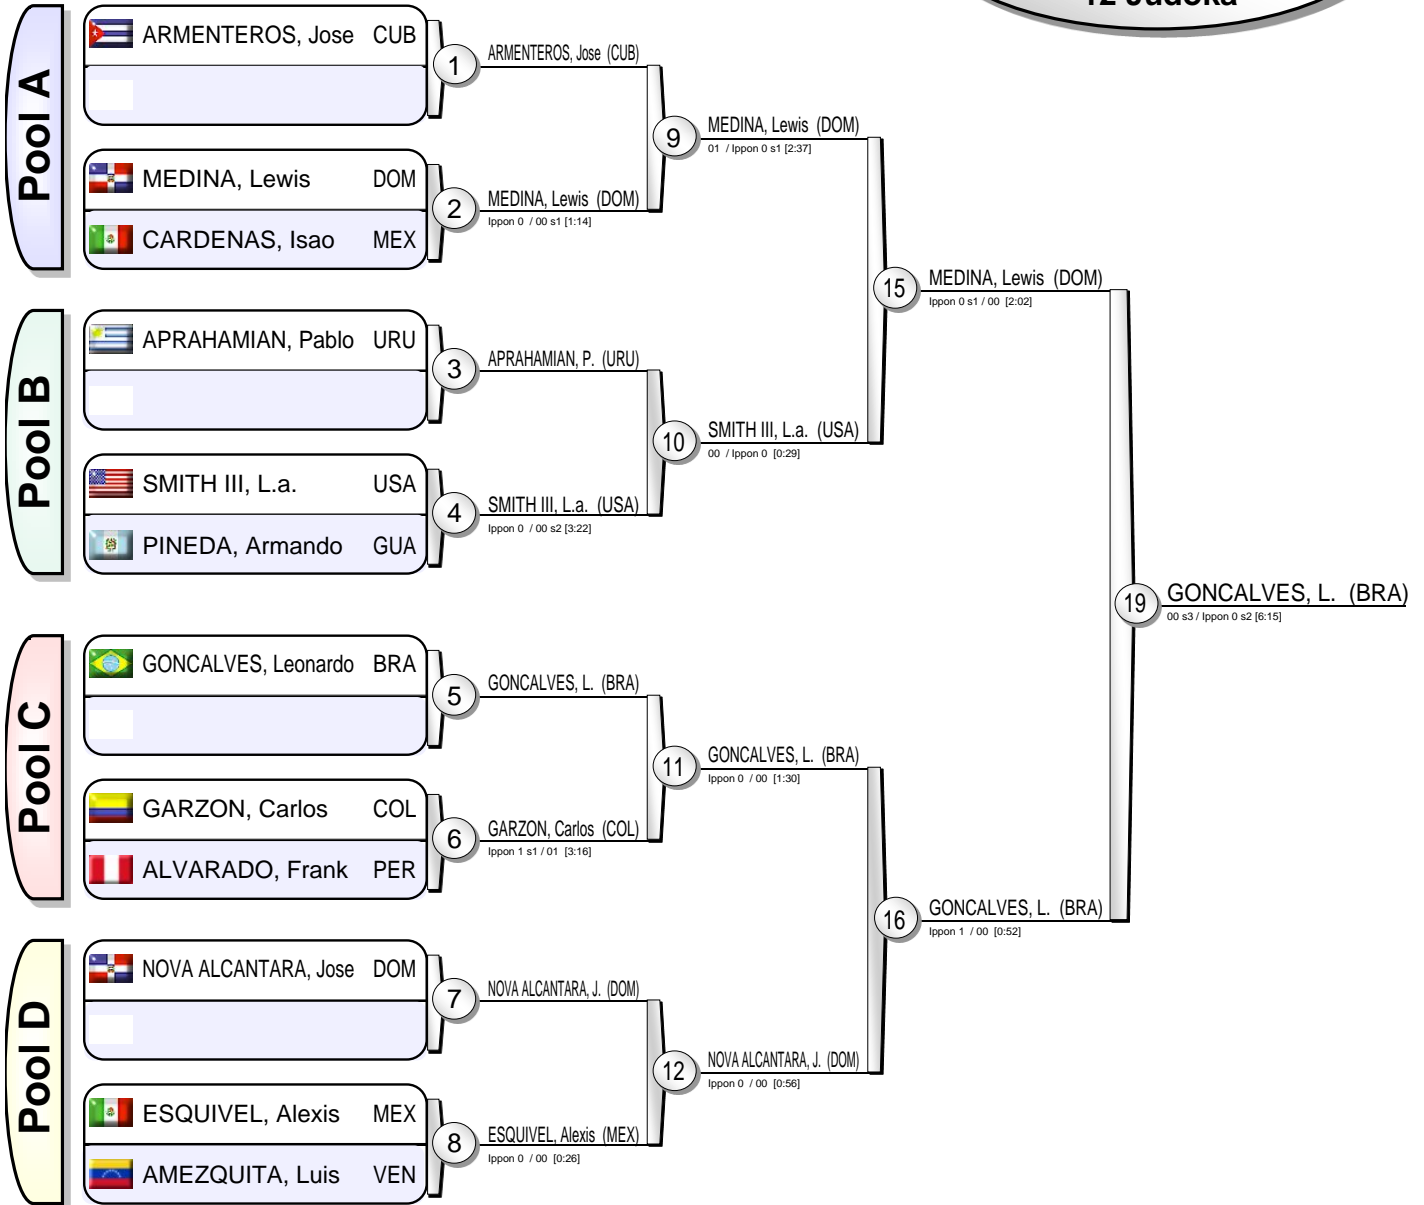 12 Judoka
Pool A
ARMENTEROS, Jose CUB
MEDINA, Lewis DOM
CARDENAS, Isao MEX
1
ARMENTEROS, Jose (CUB)
2
MEDINA, Lewis (DOM)
Ippon 0 / 00 s1 [1:14]
9
MEDINA, Lewis (DOM)
01 / Ippon 0 s1 [2:37]
Pool B
APRAHAMIAN, Pablo URU
SMITH III, L.a. USA
PINEDA, Armando GUA
3
APRAHAMIAN, P. (URU)
4
SMITH III, L.a. (USA)
Ippon 0 / 00 s2 [3:22]
10
SMITH III, L.a. (USA)
00 / Ippon 0 [0:29]
15
MEDINA, Lewis (DOM)
Ippon 0 s1 / 00 [2:02]
Pool C
GONCALVES, Leonardo BRA
GARZON, Carlos COL
ALVARADO, Frank PER
5
GONCALVES, L. (BRA)
6
GARZON, Carlos (COL)
Ippon 1 s1 / 01 [3:16]
11
GONCALVES, L. (BRA)
Ippon 0 / 00 [1:30]
Pool D
NOVA ALCANTARA, Jose DOM
ESQUIVEL, Alexis MEX
AMEZQUITA, Luis VEN
7
NOVA ALCANTARA, J. (DOM)
8
ESQUIVEL, Alexis (MEX)
Ippon 0 / 00 [0:26]
12
NOVA ALCANTARA, J. (DOM)
Ippon 0 / 00 [0:56]
16
GONCALVES, L. (BRA)
Ippon 1 / 00 [0:52]
19
GONCALVES, L. (BRA)
00 s3 / Ippon 0 s2 [6:15]